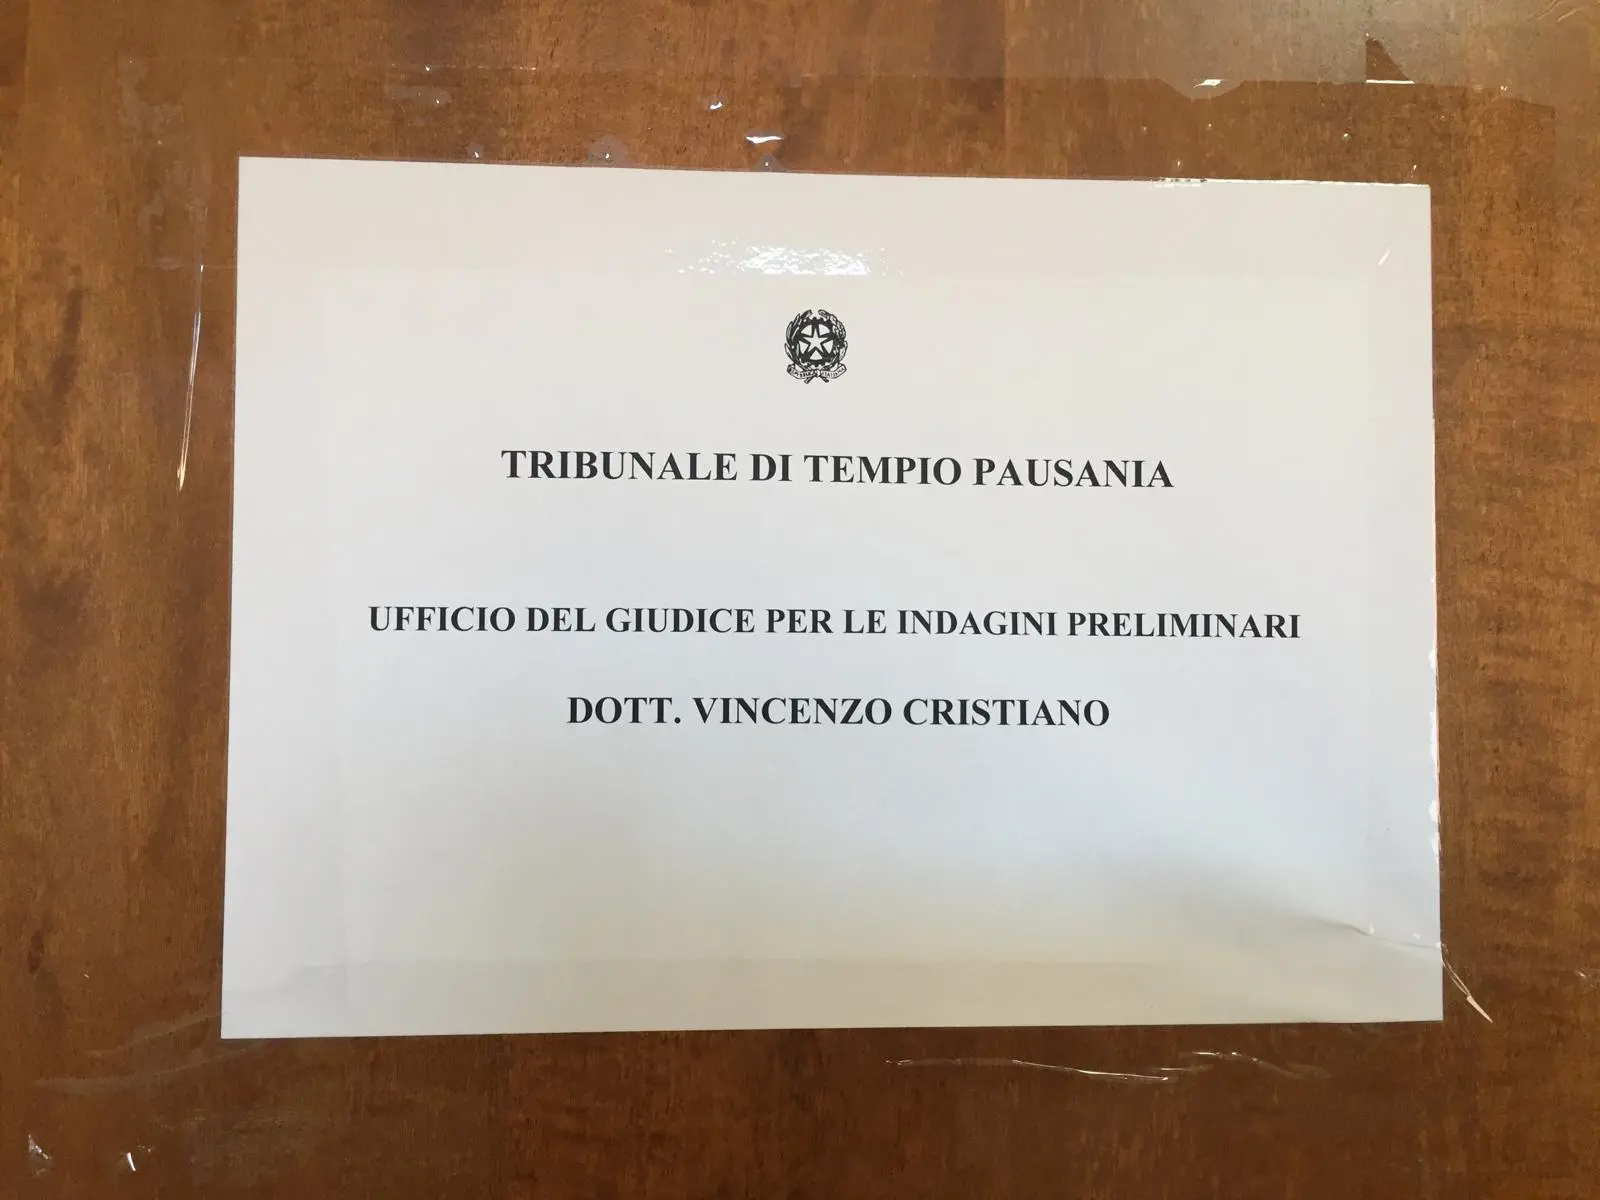 TRIBUNALE DI TEMPIO PAUSANIA
UFFICIO DEL GIUDICE PER LE INDAGINI PRELIMINARI
DOTT. VINCENZO CRISTIANO